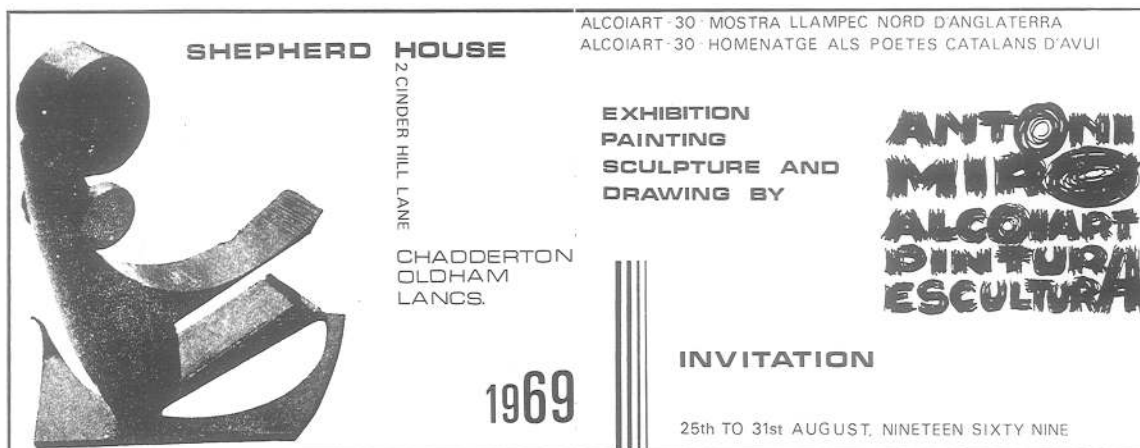 SHEPHERD HOUSE
2 CINDER HILL LANE
CHADDERTON
OLDHAM
LANCS.
1969
ALCOIART-30-MOSTRA LLAMPEC NORD D'ANGLATERRA
ALCOIART-30-HOMENATGE ALS POETES CATALANS D'AVUI
EXHIBITION
PAINTING
SCULPTURE AND
DRAWING BY
ANTONI
MIRO
ALCOIART
PINTURA
ESCULTURA
INVITATION
25th TO 31st AUGUST, NINETEEN SIXTY NINE